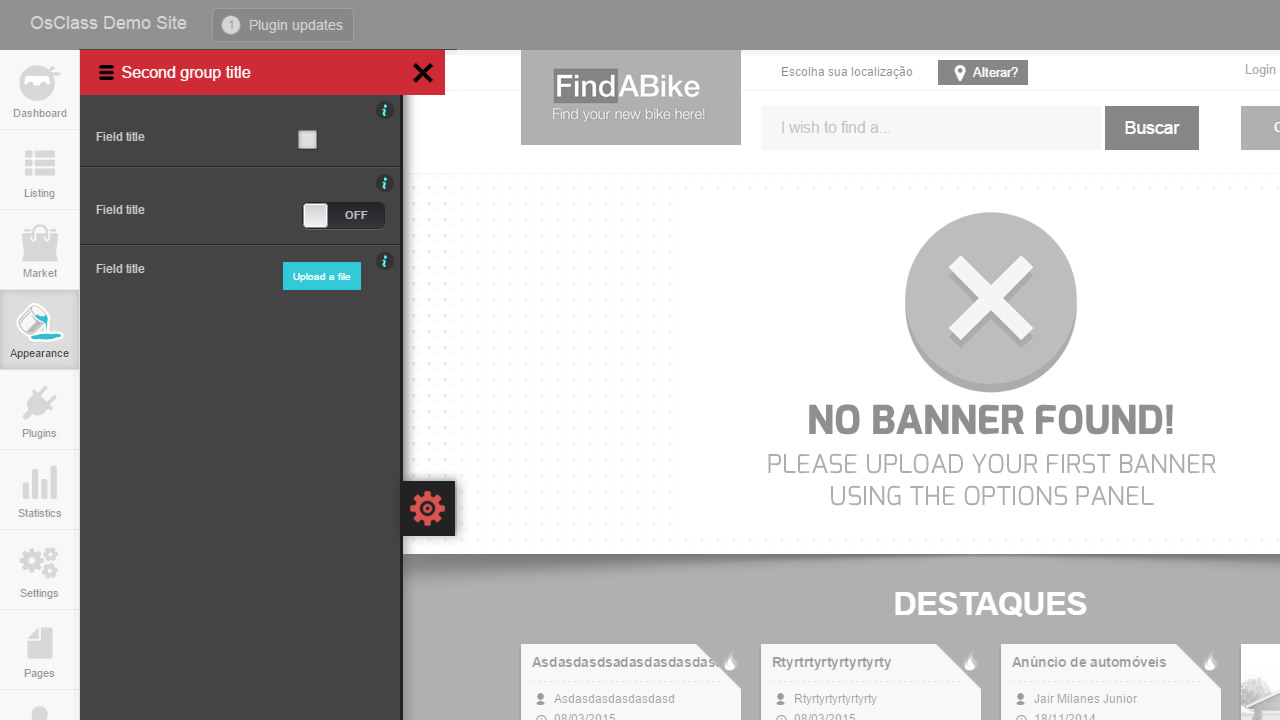 OsClass Demo Site
1 Plugin updates
Dashboard
Listing
Market
Appearance
Plugins
Statistics
Settings
Pages
Second group title
Field title
Field title
OFF
Field title
Upload a file
FindABike
Find your new bike here!
Escolha sua localização
Alterar?
Login
I wish to find a...
Buscar
NO BANNER FOUND!
PLEASE UPLOAD YOUR FIRST BANNER
USING THE OPTIONS PANEL
DESTAQUES
Asdasdasdsadasdasdasdas
Asdasdasdasdasdasd
08/03/2015
Rtyrtrtyrtyrtyrtyrty
Rtyrtyrtyrtyrtyrty
08/03/2015
Anúncio de automóveis
Jair Milanes Junior
18/11/2014